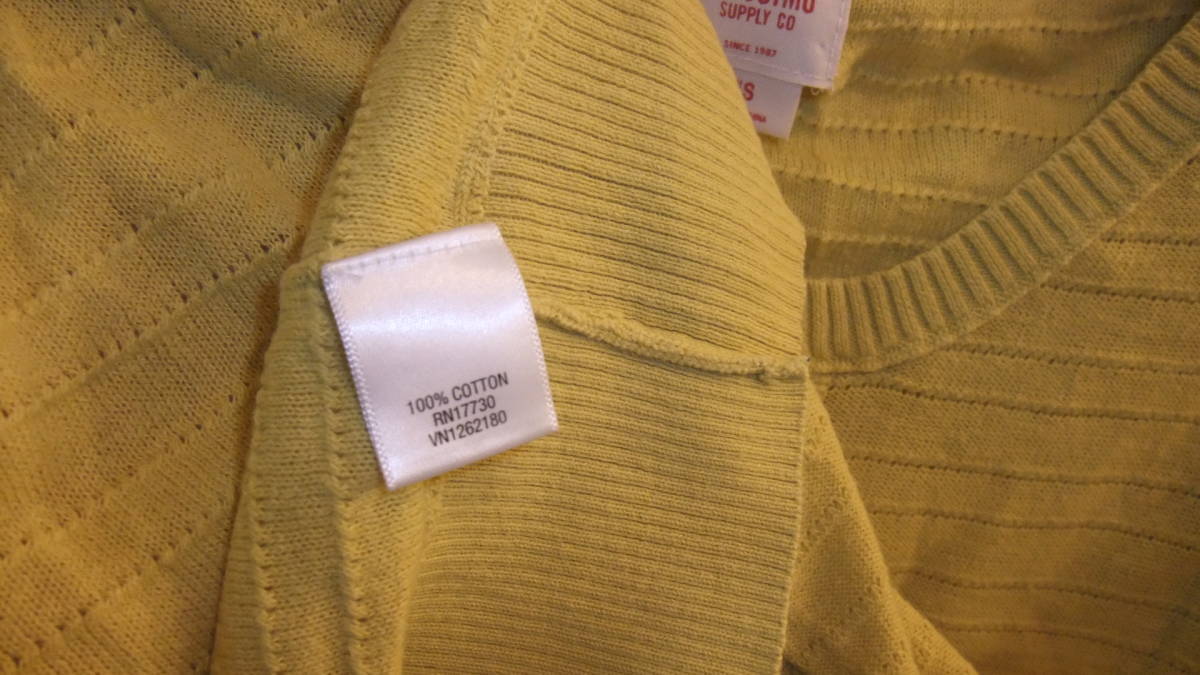 SUPPLY CO
SINCE 1987
100% COTTON
RN17730
VN1262180